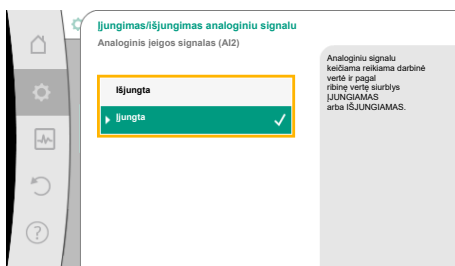 Įjungimas/išjungimas analoginiu signalu
Analoginis įeigos signalas (AI2)
Išjungta
Įjungta
Analoginiu signalu
keičiama reikiama darbinė
vertė ir pagal
ribinę vertę siurblys
ĮJUNGIAMAS
arba IŠJUNGIAMAS.